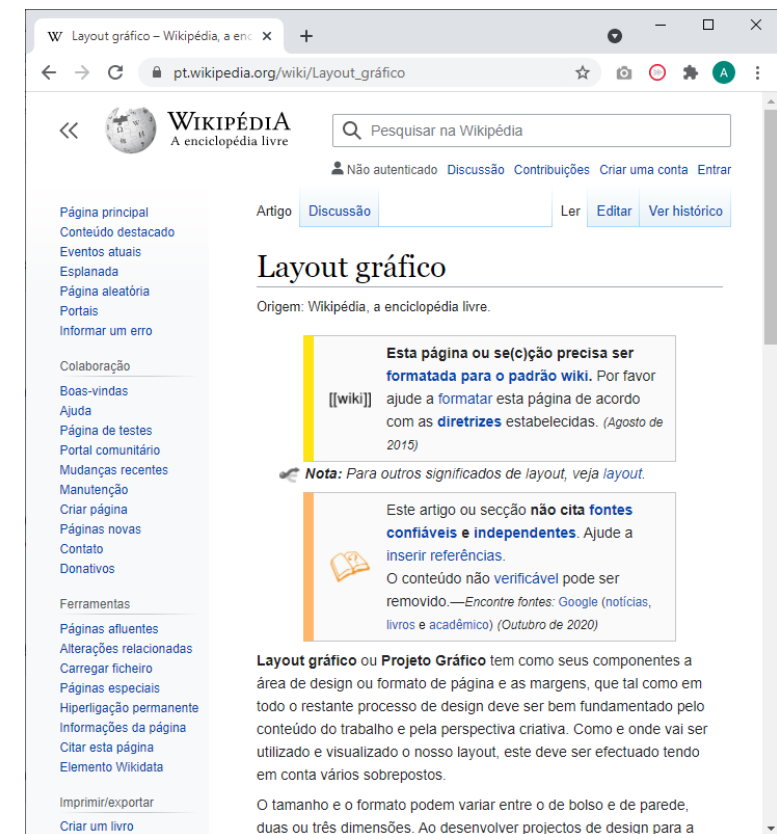 W Layout gráfico – Wikipédia, a enc
pt.wikipedia.org/wiki/Layout_gráfico
A
WIKIPÉDIA
A enciclopédia livre
Pesquisar na Wikipédia
Não autenticado Discussão Contribuições Criar uma conta Entrar
Artigo Discussão Ler Editar Ver histórico
Página principal
Conteúdo destacado
Eventos atuais
Esplanada
Página aleatória
Portais
Informar um erro
Colaboração
Boas-vindas
Ajuda
Página de testes
Portal comunitário
Mudanças recentes
Manutenção
Criar página
Páginas novas
Contato
Donativos
Ferramentas
Páginas afluentes
Alterações relacionadas
Carregar ficheiro
Páginas especiais
Hiperligação permanente
Informações da página
Citar esta página
Elemento Wikidata
Imprimir/exportar
Criar um livro
Layout gráfico
Origem: Wikipédia, a enciclopédia livre.
[[wiki]]
Esta página ou se(c)ção precisa ser
formatada para o padrão wiki. Por favor
ajude a formatar esta página de acordo
com as diretrizes estabelecidas. (Agosto de
2015)
Nota: Para outros significados de layout, veja layout.
Este artigo ou secção não cita fontes
confiáveis e independentes. Ajude a
inserir referências.
O conteúdo não verificável pode ser
removido.—Encontre fontes: Google (notícias,
livros e acadêmico) (Outubro de 2020)
Layout gráfico ou Projeto Gráfico tem como seus componentes a
área de design ou formato de página e as margens, que tal como em
todo o restante processo de design deve ser bem fundamentado pelo
conteúdo do trabalho e pela perspectiva criativa. Como e onde vai ser
utilizado e visualizado o nosso layout, este deve ser efectuado tendo
em conta vários sobrepostos.
O tamanho e o formato podem variar entre o de bolso e de parede,
duas ou três dimensões. Ao desenvolver projectos de design para a